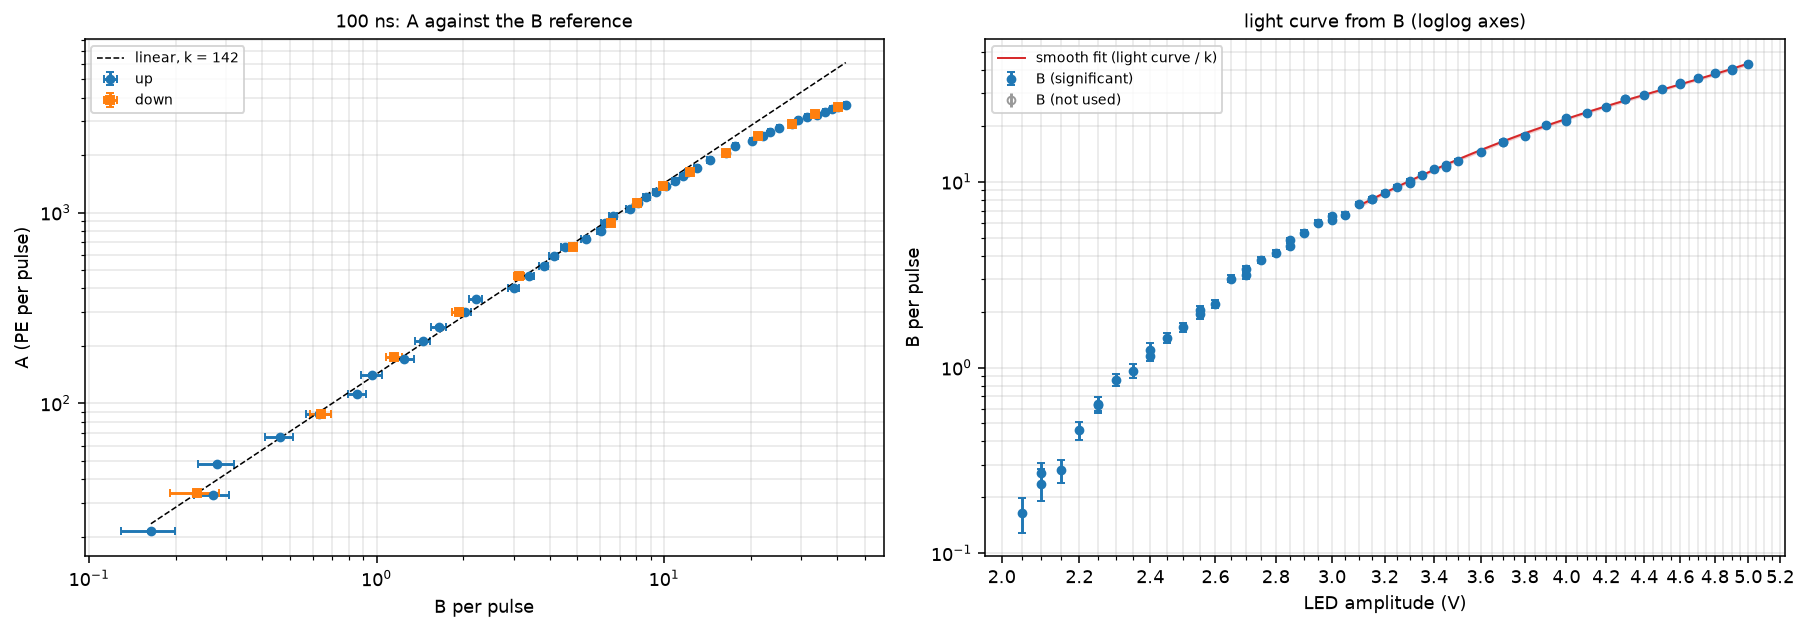 100 ns: A against the B reference
linear, k = 142
up
down
10³
10²
A (PE per pulse)
10⁻¹
10⁰
10¹
B per pulse
light curve from B (loglog axes)
smooth fit (light curve / k)
B (significant)
B (not used)
10¹
10⁰
10⁻¹
B per pulse
2.0 2.2 2.4 2.6 2.8 3.0 3.2 3.4 3.6 3.8 4.0 4.2 4.4 4.6 4.8 5.0 5.2
LED amplitude (V)